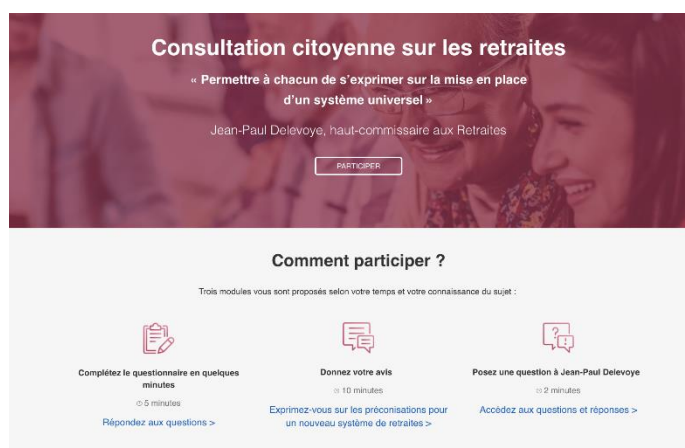 Consultation citoyenne sur les retraites
« Permettre à chacun de s'exprimer sur la mise en place
d'un système universel »
Jean-Paul Delevoye, haut-commissaire aux Retraites
PARTICIPER
Comment participer ?
Trois modules vous sont proposés selon votre temps et votre connaissance du sujet :
Complétez le questionnaire en quelques
minutes
5 minutes
Répondez aux questions >
Donnez votre avis
10 minutes
Exprimez-vous sur les préconisations pour
un nouveau système de retraites >
Posez une question à Jean-Paul Delevoye
2 minutes
Accédez aux questions et réponses >